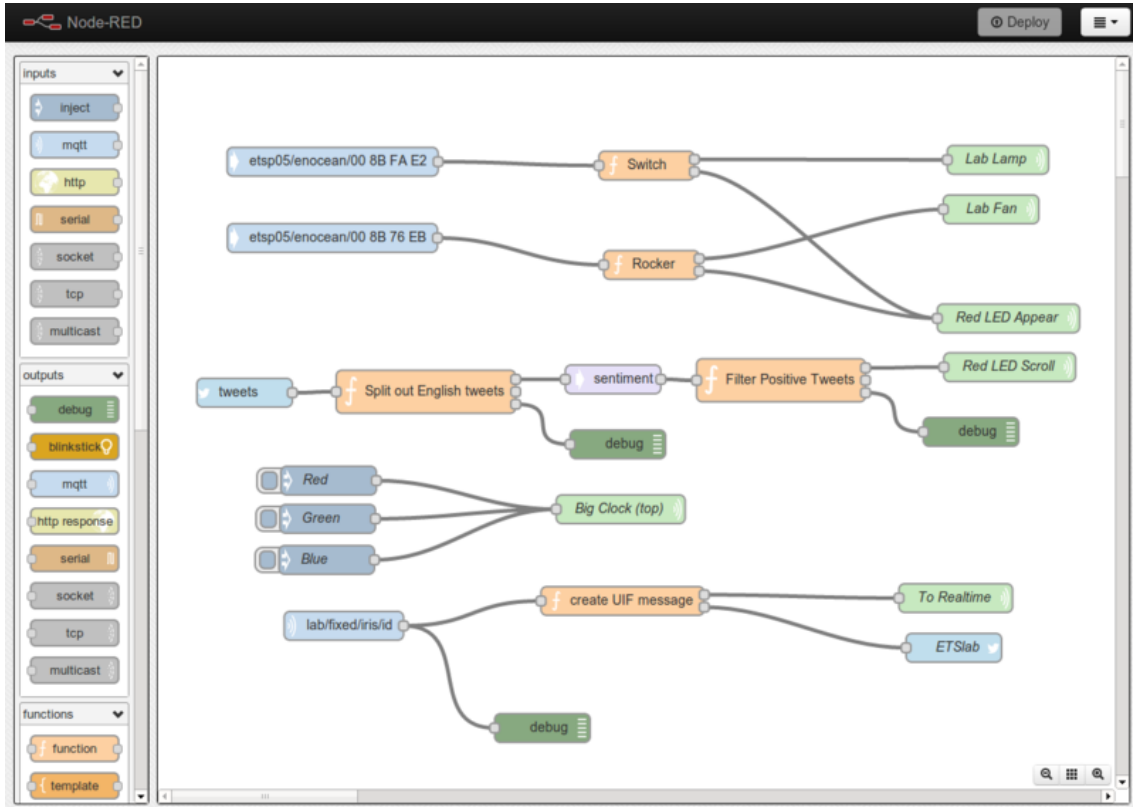 Node-RED
Deploy
inputs
inject
mqtt
http
serial
socket
tcp
multicast
outputs
debug
blinkstick
mqtt
http response
serial
socket
tcp
multicast
functions
function
template
etsp05/enocean/00 8B FA E2
Switch
Lab Lamp
Lab Fan
etsp05/enocean/00 8B 76 EB
Rocker
Red LED Appear
tweets
Split out English tweets
sentiment
Filter Positive Tweets
Red LED Scroll
debug
debug
Red
Green
Blue
Big Clock (top)
lab/fixed/iris/id
create UIF message
To Realtime
ETSlab
debug